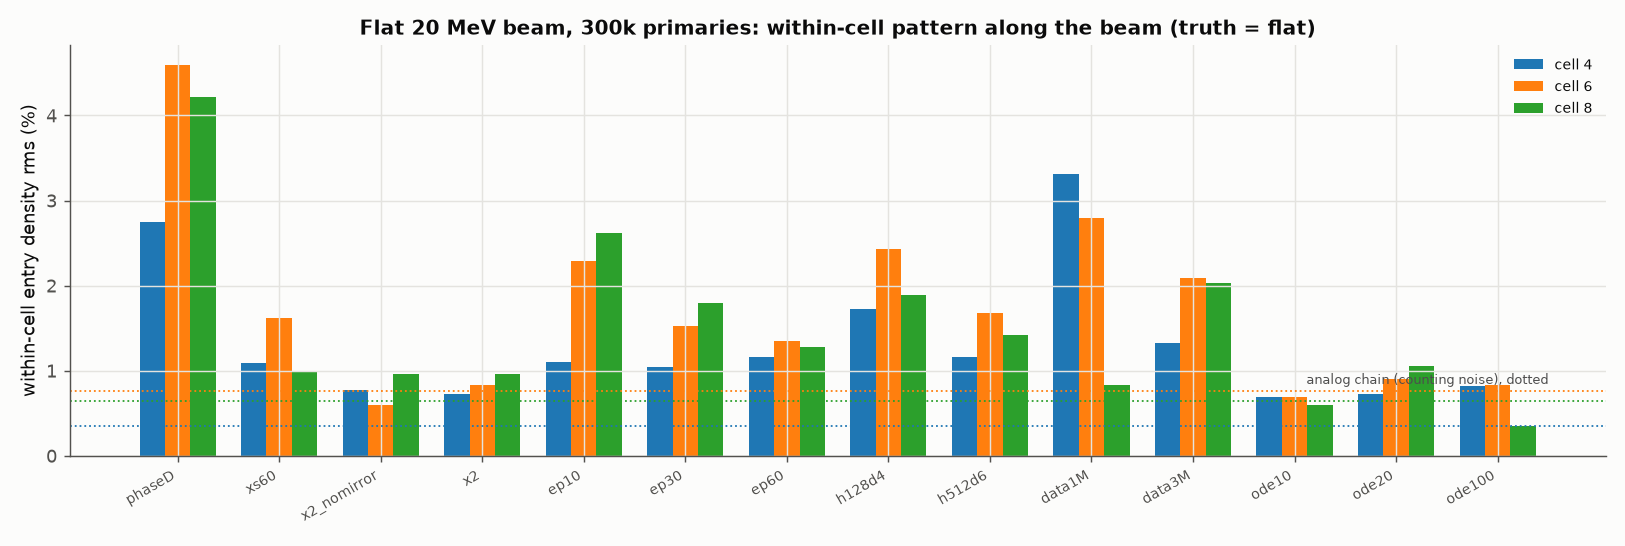 Flat 20 MeV beam, 300k primaries: within-cell pattern along the beam (truth = flat)
within-cell entry density rms (%)
4
3
2
1
0
cell 4
cell 6
cell 8
analog chain (counting noise), dotted
phaseD
xs60
x2_nomirror
x2
ep10
ep30
ep60
h128d4
h512d6
data1M
data3M
ode10
ode20
ode100